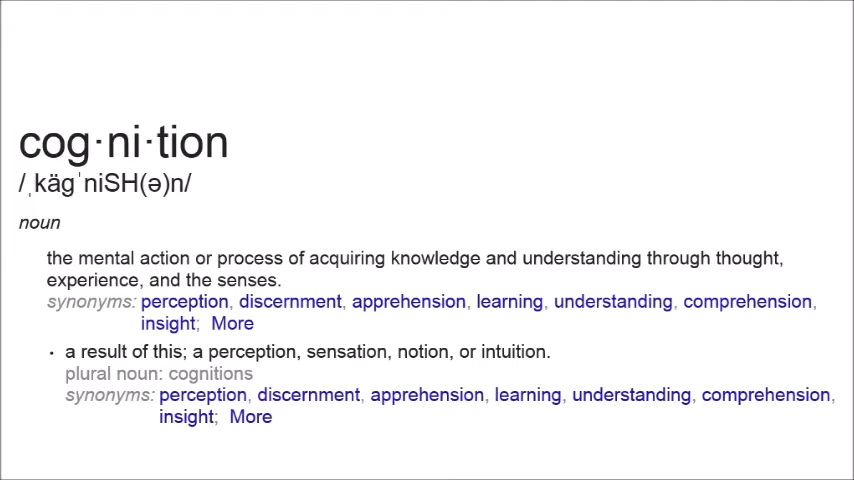 cog·ni·tion
/ˌkägˈniSH(ə)n/
noun
the mental action or process of acquiring knowledge and understanding through thought,
experience, and the senses.
synonyms: perception, discernment, apprehension, learning, understanding, comprehension,
insight; More
• a result of this; a perception, sensation, notion, or intuition.
plural noun: cognitions
synonyms: perception, discernment, apprehension, learning, understanding, comprehension,
insight; More